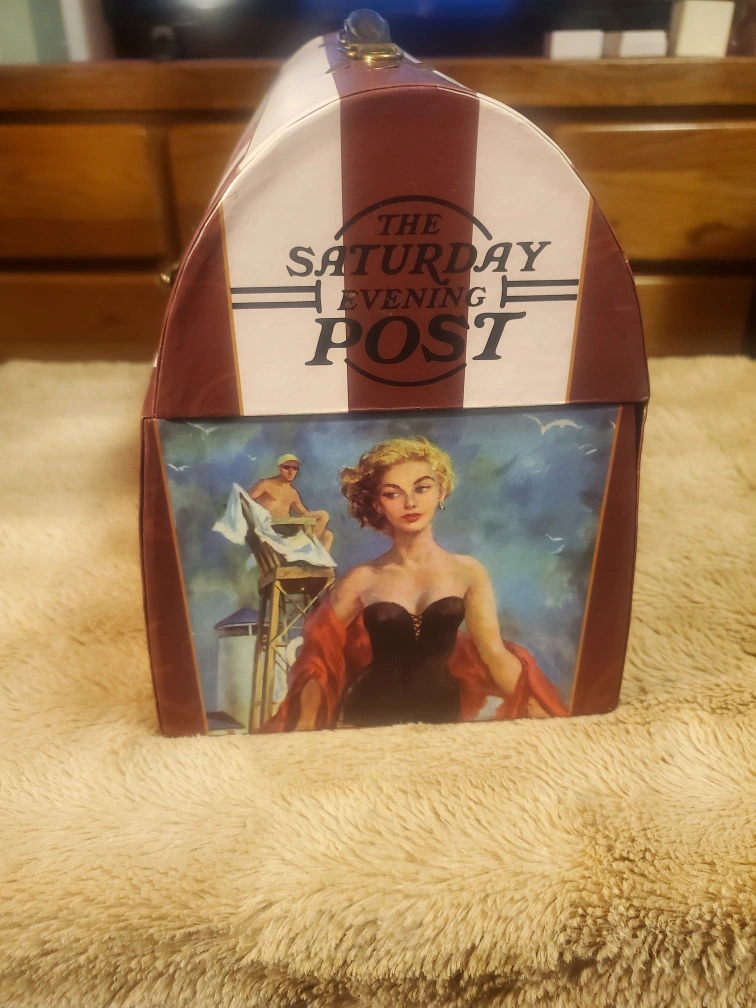 THE
SATURDAY
EVENING
POST